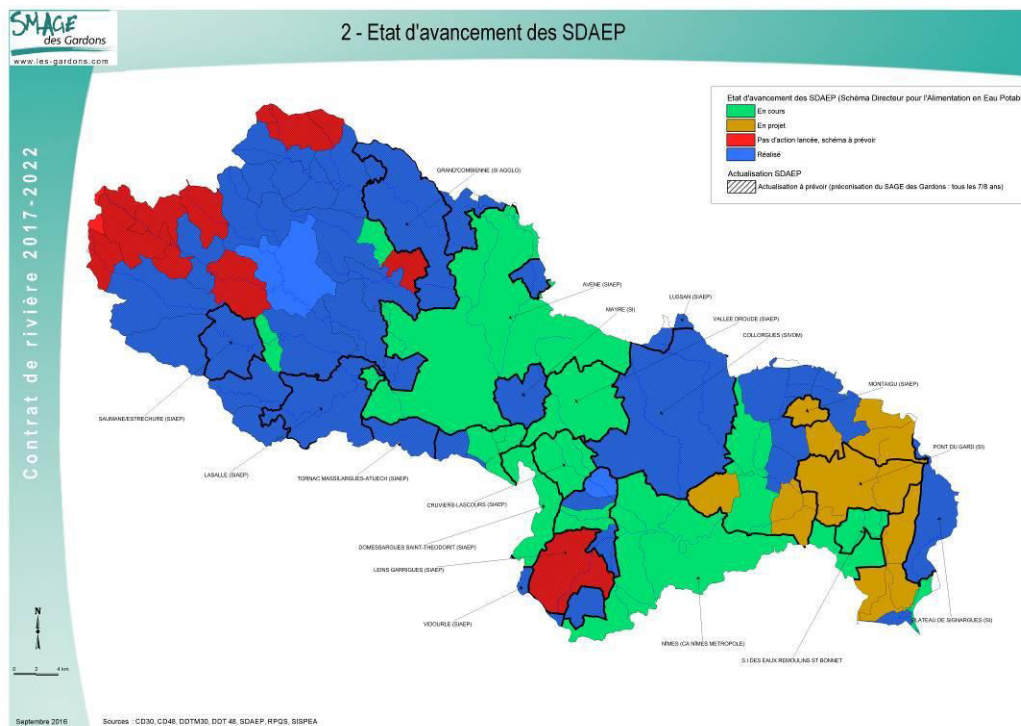 SMAGE
des Gardons
www.les-gardons.com
2 - Etat d'avancement des SDAEP
Contrat de rivière 2017-2022
Etat d'avancement des SDAEP (Schéma Directeur pour l'Alimentation en Eau Potab
En cours
En projet
Pas d'action lancée, schéma à prévoir
Réalisé
Actualisation SDAEP
Actualisation à prévoir (préconisation du SAGE des Gardons : tous les 7/8 ans)
GRAND'COMBIENNE (SI AGGLO)
AVENE (SIAEP)
MAYRE (SI)
LUSSAN (SIAEP)
VALLEE DROUDE (SIAEP)
COLLORGUES (SIVOM)
MONTAIGU (SIAEP)
PONT DU GARD (SI)
SAUMANE/ESTRECHURE (SIAEP)
LASALLE (SIAEP)
TORNAC MASSILARGUES-ATUECH (SIAEP)
CRUVIERS-LASCOURS (SIAEP)
DOMESSARGUES SAINT-THEODORIT (SIAEP)
LEINS GARRIGUES (SIAEP)
VIDOURLE (SIAEP)
NÎMES (CA NÎMES METROPOLE)
PLATEAU DE SIGNARGUES (SI)
S.I DES EAUX REMOULINS ST BONNET
N
0 2 4 km
Septembre 2016
Sources : CD30, CD48, DDTM30, DDT 48, SDAEP, RPQS, SISPEA